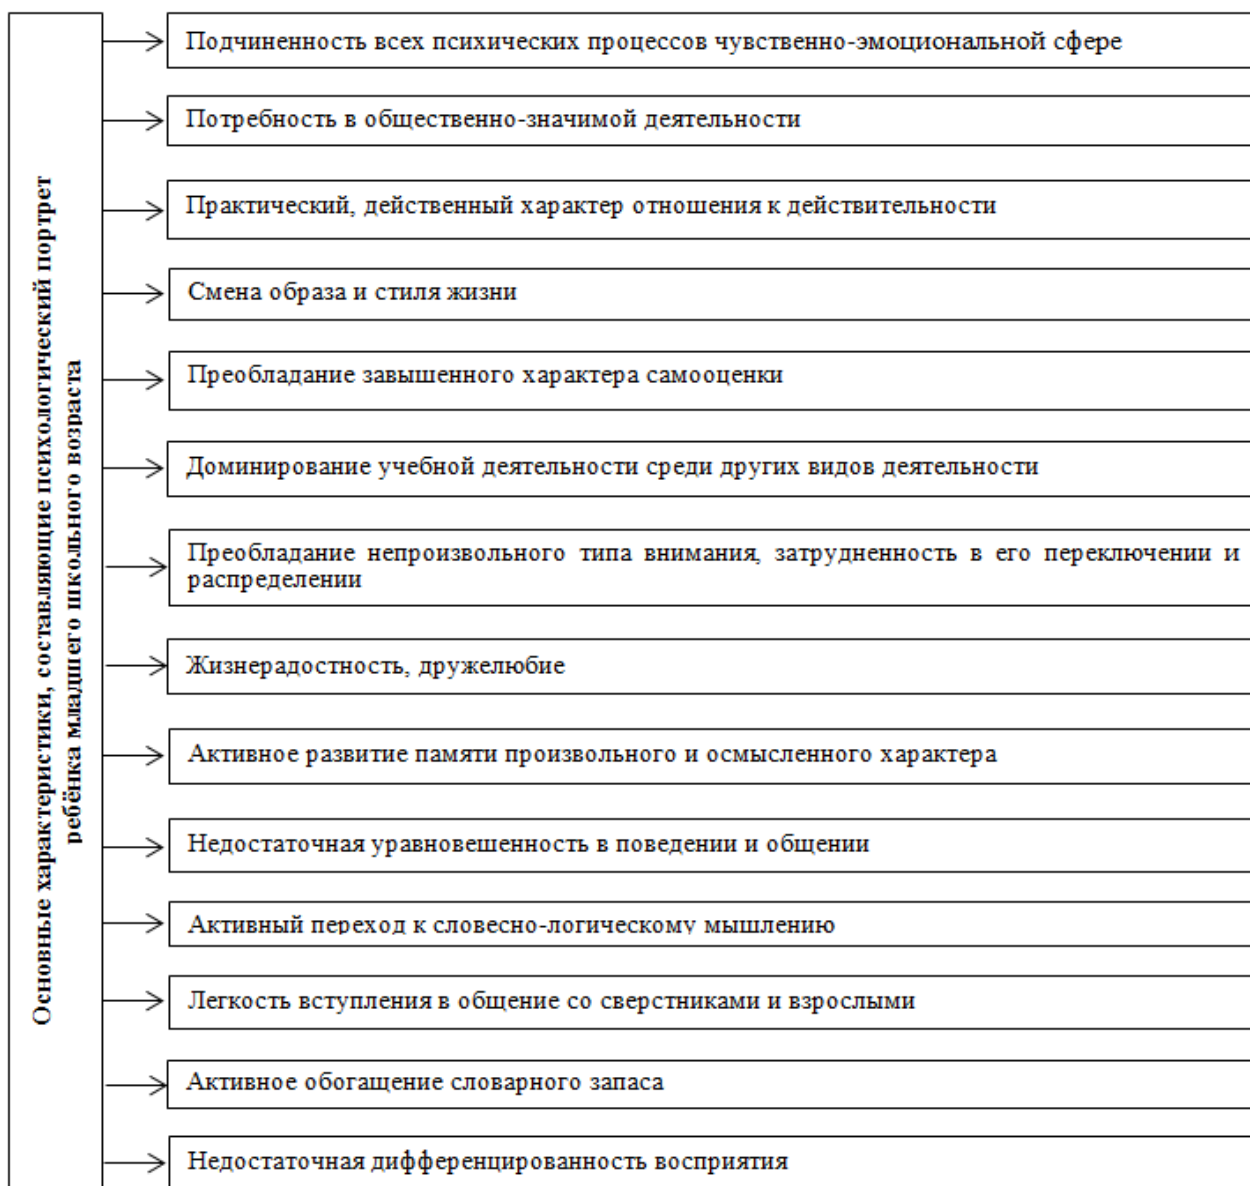 Основные характеристики, составляющие психологический портрет
ребёнка младшего школьного возраста
Подчиненность всех психических процессов чувственно-эмоциональной сфере
Потребность в общественно-значимой деятельности
Практический, действенный характер отношения к действительности
Смена образа и стиля жизни
Преобладание завышенного характера самооценки
Доминирование учебной деятельности среди других видов деятельности
Преобладание непроизвольного типа внимания, затрудненность в его переключении и
распределении
Жизнерадостность, дружелюбие
Активное развитие памяти произвольного и осмысленного характера
Недостаточная уравновешенность в поведении и общении
Активный переход к словесно-логическому мышлению
Легкость вступления в общение со сверстниками и взрослыми
Активное обогащение словарного запаса
Недостаточная дифференцированность восприятия